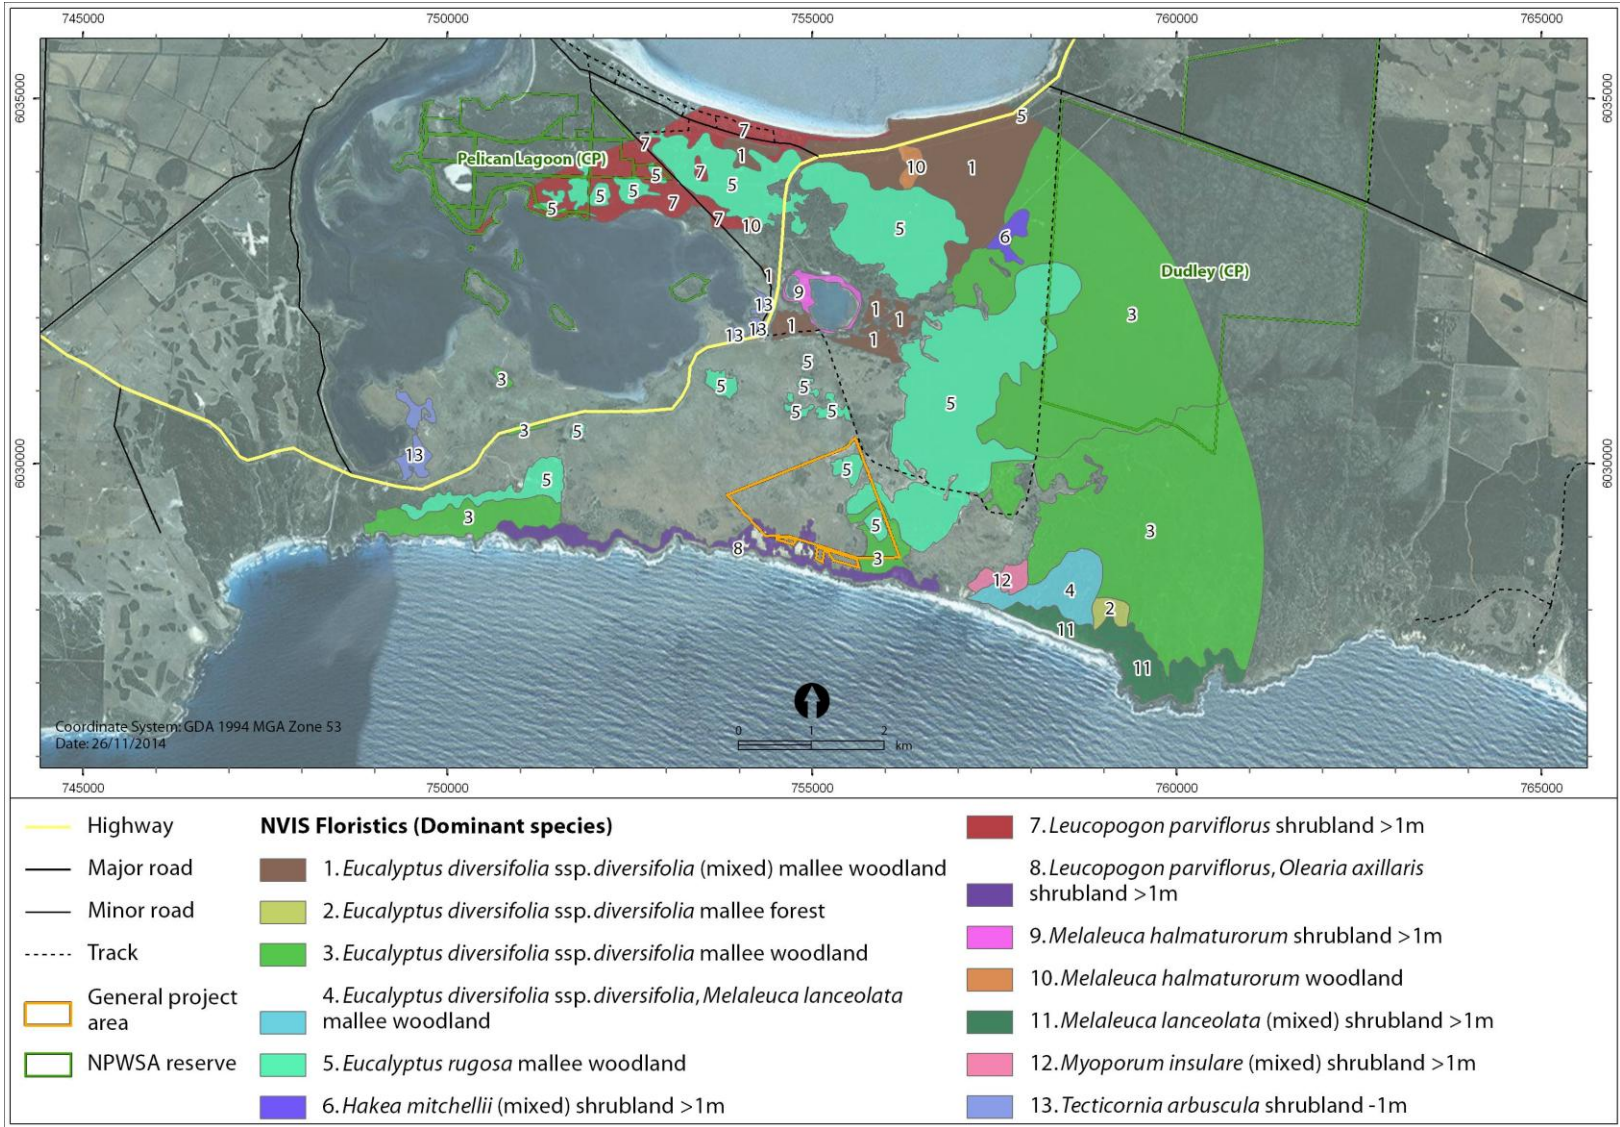 745000 750000 755000 760000 765000
6035000 6035000
5
7
7 1 10 1
Pelican Lagoon (CP)
7 5
5 5 5 5
5 7
7 10 5
6
Dudley (CP)
1
9
13 1 1 3
13 1
13 1
5
3 5 5
5 5 5
3 5
13
6030000 6030000
5
5
3 5 3
8 3
12 4
2
11
11
Coordinate System: GDA 1994 MGA Zone 53
Date: 26/11/2014
0 1 2
km
745000 750000 755000 760000 765000
Highway
Major road
Minor road
Track
General project
area
NPWSA reserve
NVIS Floristics (Dominant species)
1. Eucalyptus diversifolia ssp. diversifolia (mixed) mallee woodland
2. Eucalyptus diversifolia ssp. diversifolia mallee forest
3. Eucalyptus diversifolia ssp. diversifolia mallee woodland
4. Eucalyptus diversifolia ssp. diversifolia, Melaleuca lanceolata
mallee woodland
5. Eucalyptus rugosa mallee woodland
6. Hakea mitchellii (mixed) shrubland >1m
7. Leucopogon parviflorus shrubland >1m
8. Leucopogon parviflorus, Olearia axillaris
shrubland >1m
9. Melaleuca halmaturorum shrubland >1m
10. Melaleuca halmaturorum woodland
11. Melaleuca lanceolata (mixed) shrubland >1m
12. Myoporum insulare (mixed) shrubland >1m
13. Tecticornia arbuscula shrubland -1m